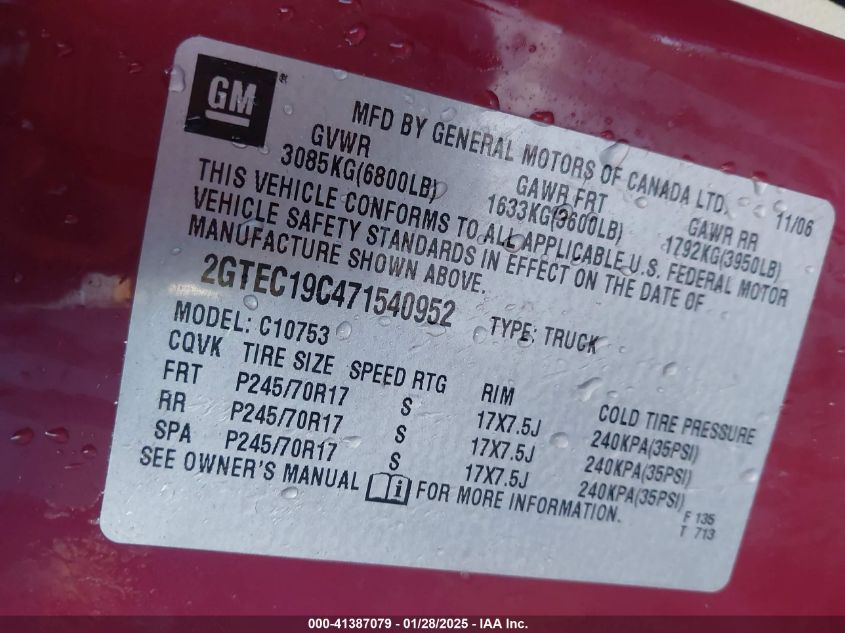 GM ®
MFD BY GENERAL MOTORS OF CANADA LTD. 11/06
GVWR GAWR FRT GAWR RR
3085KG(6800LB) 1633KG(3600LB) 1792KG(3950LB)
THIS VEHICLE CONFORMS TO ALL APPLICABLE U.S. FEDERAL MOTOR
VEHICLE SAFETY STANDARDS IN EFFECT ON THE DATE OF
MANUFACTURE SHOWN ABOVE.
2GTEC19C471540952 TYPE: TRUCK
MODEL: C10753
CQVK TIRE SIZE SPEED RTG RIM COLD TIRE PRESSURE
FRT P245/70R17 S 17X7.5J 240KPA(35PSI)
RR P245/70R17 S 17X7.5J 240KPA(35PSI)
SPA P245/70R17 S 17X7.5J 240KPA(35PSI)
SEE OWNER'S MANUAL i FOR MORE INFORMATION.
F 135
T 713
000-41387079 - 01/28/2025 - IAA Inc.